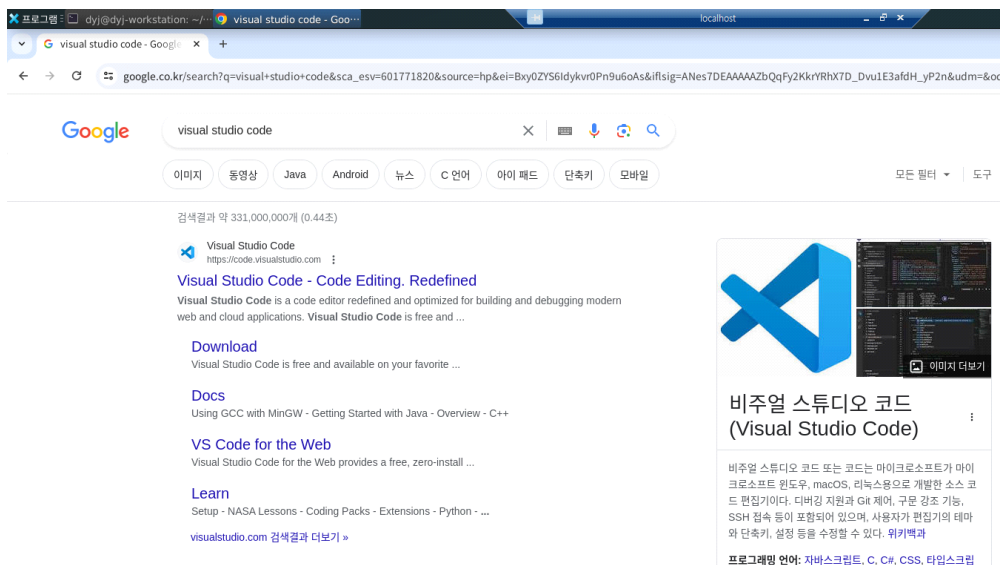 프로그램
dyj@dyj-workstation: ~/…
visual studio code - Goo…
localhost
visual studio code - Google
google.co.kr/search?q=visual+studio+code&sca_esv=601771820&source=hp&ei=Bxy0ZYS6Idykvr0Pn9u6oAs&iflsig=ANes7DEAAAAAZbQqFy2KkrYRhX7D_Dvu1E3afdH_yP2n&udm=&
Google
visual studio code
이미지
동영상
Java
Android
뉴스
C 언어
아이 패드
단축키
모바일
모든 필터
도구
검색결과 약 331,000,000개 (0.44초)
Visual Studio Code
https://code.visualstudio.com
Visual Studio Code - Code Editing. Redefined
Visual Studio Code is a code editor redefined and optimized for building and debugging modern
web and cloud applications. Visual Studio Code is free and ...
Download
Visual Studio Code is free and available on your favorite ...
Docs
Using GCC with MinGW - Getting Started with Java - Overview - C++
VS Code for the Web
Visual Studio Code for the Web provides a free, zero-install ...
Learn
Setup - NASA Lessons - Coding Packs - Extensions - Python - ...
visualstudio.com 검색결과 더보기 »
이미지 더보기
비주얼 스튜디오 코드
(Visual Studio Code)
비주얼 스튜디오 코드 또는 코드는 마이크로소프트가 마이
크로소프트 윈도우, macOS, 리눅스용으로 개발한 소스 코
드 편집기이다. 디버깅 지원과 Git 제어, 구문 강조 기능,
SSH 접속 등이 포함되어 있으며, 사용자가 편집기의 테마
와 단축키, 설정 등을 수정할 수 있다. 위키백과
프로그래밍 언어: 자바스크립트, C, C#, CSS, 타입스크립